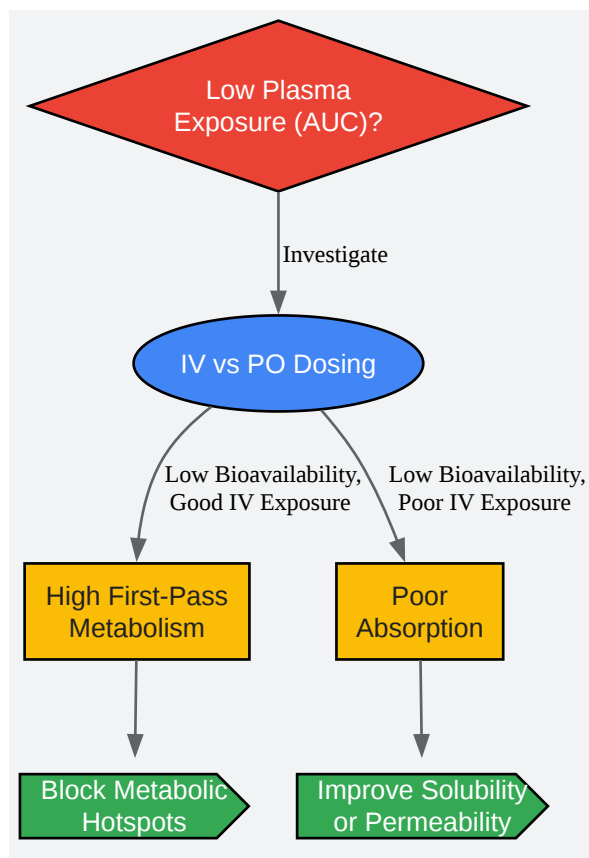 Low Plasma
Exposure (AUC)?
Investigate
IV vs PO Dosing
Low Bioavailability,
Good IV Exposure
Low Bioavailability,
Poor IV Exposure
High First-Pass
Metabolism
Poor
Absorption
Block Metabolic
Hotspots
Improve Solubility
or Permeability